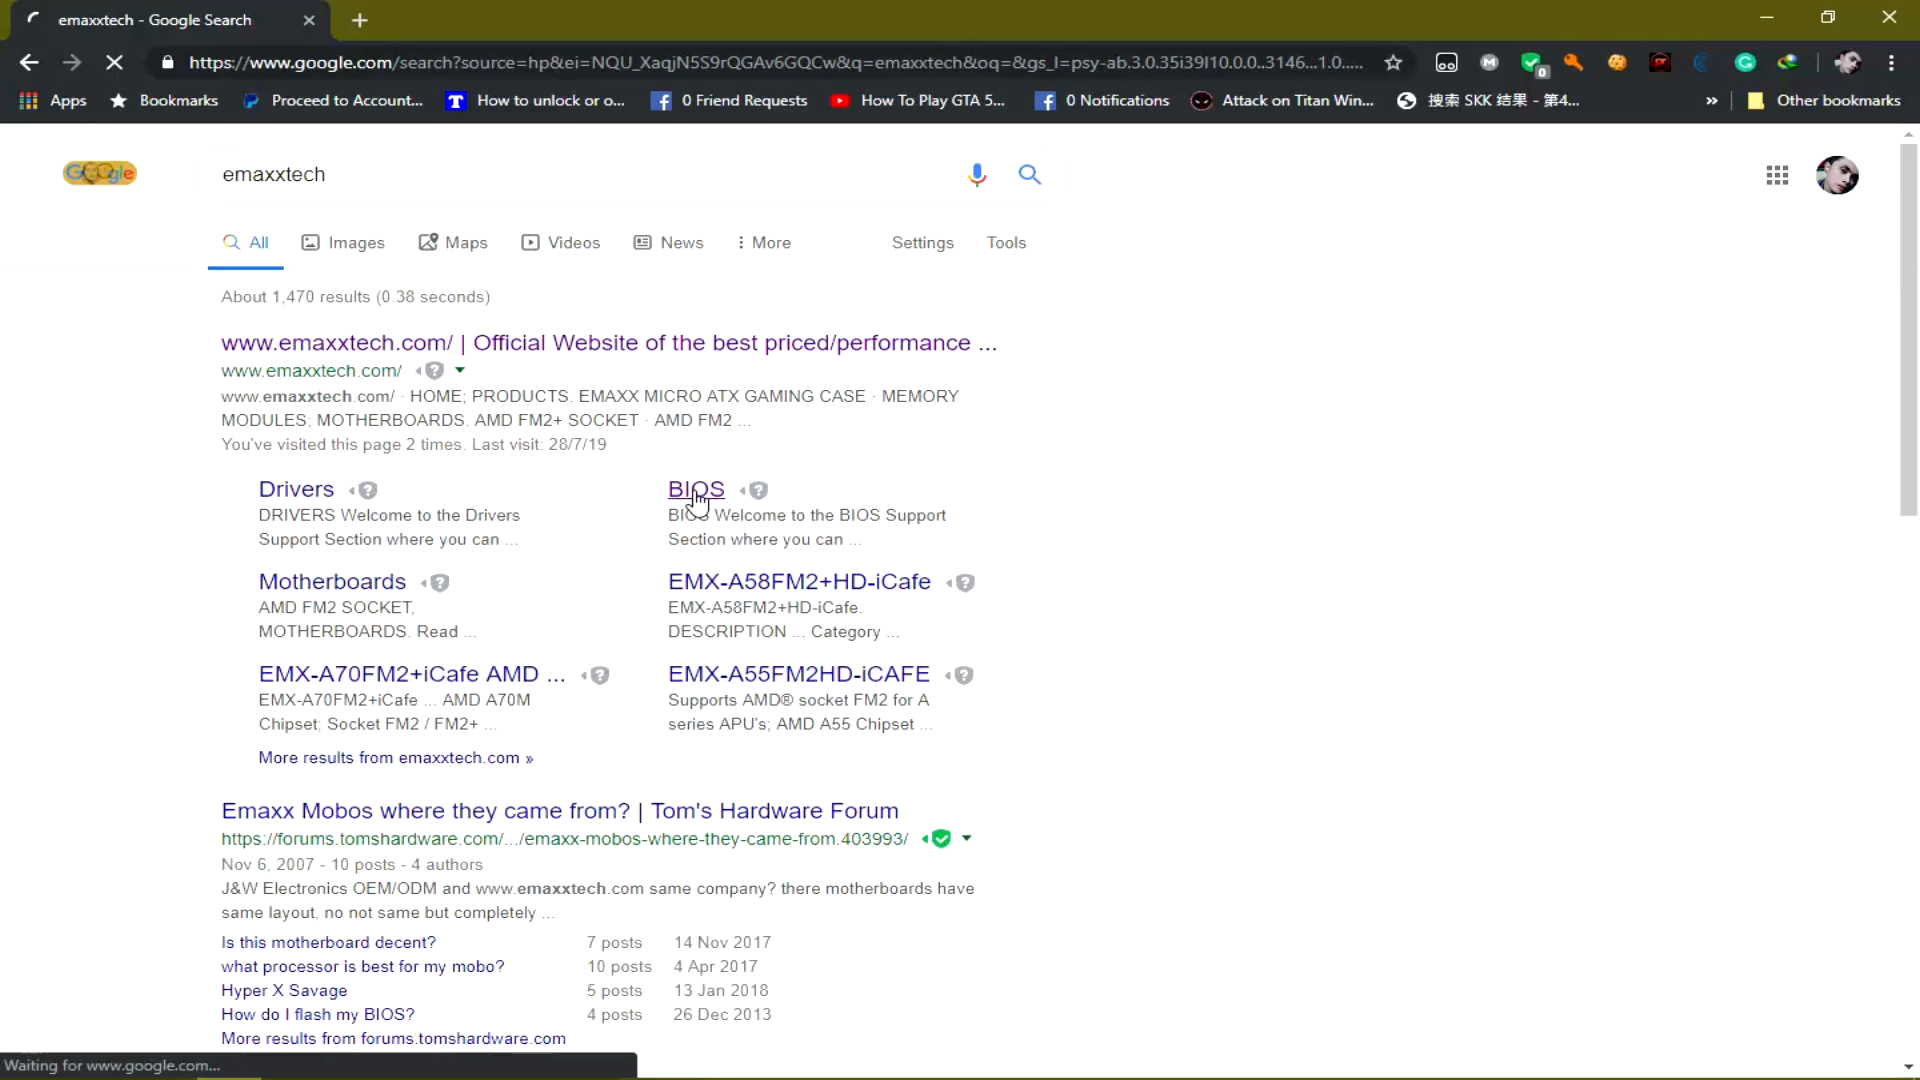 emaxxtech - Google Search
https://www.google.com/search?source=hp&ei=NQU_XaqjN5S9rQGAv6GQCw&q=emaxxtech&oq=&gs_l=psy-ab.3.0.35i39l10.0.0..3146...1.0.....
Apps
Bookmarks
Proceed to Account...
How to unlock or o...
0 Friend Requests
How To Play GTA 5...
0 Notifications
Attack on Titan Win...
搜索 SKK 结果 - 第4...
»
Other bookmarks
Google
emaxxtech
All
Images
Maps
Videos
News
More
Settings
Tools
About 1,470 results (0.38 seconds)
www.emaxxtech.com/ | Official Website of the best priced/performance ...
www.emaxxtech.com/
www.emaxxtech.com/ · HOME; PRODUCTS. EMAXX MICRO ATX GAMING CASE · MEMORY
MODULES; MOTHERBOARDS. AMD FM2+ SOCKET · AMD FM2 ...
You've visited this page 2 times. Last visit: 28/7/19
Drivers
DRIVERS Welcome to the Drivers
Support Section where you can ...
BIOS
BIOS Welcome to the BIOS Support
Section where you can ...
Motherboards
AMD FM2 SOCKET,
MOTHERBOARDS. Read ...
EMX-A58FM2+HD-iCafe
EMX-A58FM2+HD-iCafe.
DESCRIPTION ... Category ...
EMX-A70FM2+iCafe AMD ...
EMX-A70FM2+iCafe ... AMD A70M
Chipset; Socket FM2 / FM2+ ...
EMX-A55FM2HD-iCAFE
Supports AMD® socket FM2 for A
series APU's; AMD A55 Chipset ...
More results from emaxxtech.com »
Emaxx Mobos where they came from? | Tom's Hardware Forum
https://forums.tomshardware.com/.../emaxx-mobos-where-they-came-from.403993/
Nov 6, 2007 - 10 posts - 4 authors
J&W Electronics OEM/ODM and www.emaxxtech.com same company? there motherboards have
same layout, no not same but completely ...
Is this motherboard decent? 7 posts 14 Nov 2017
what processor is best for my mobo? 10 posts 4 Apr 2017
Hyper X Savage 5 posts 13 Jan 2018
How do I flash my BIOS? 4 posts 26 Dec 2013
More results from forums.tomshardware.com
Waiting for www.google.com...